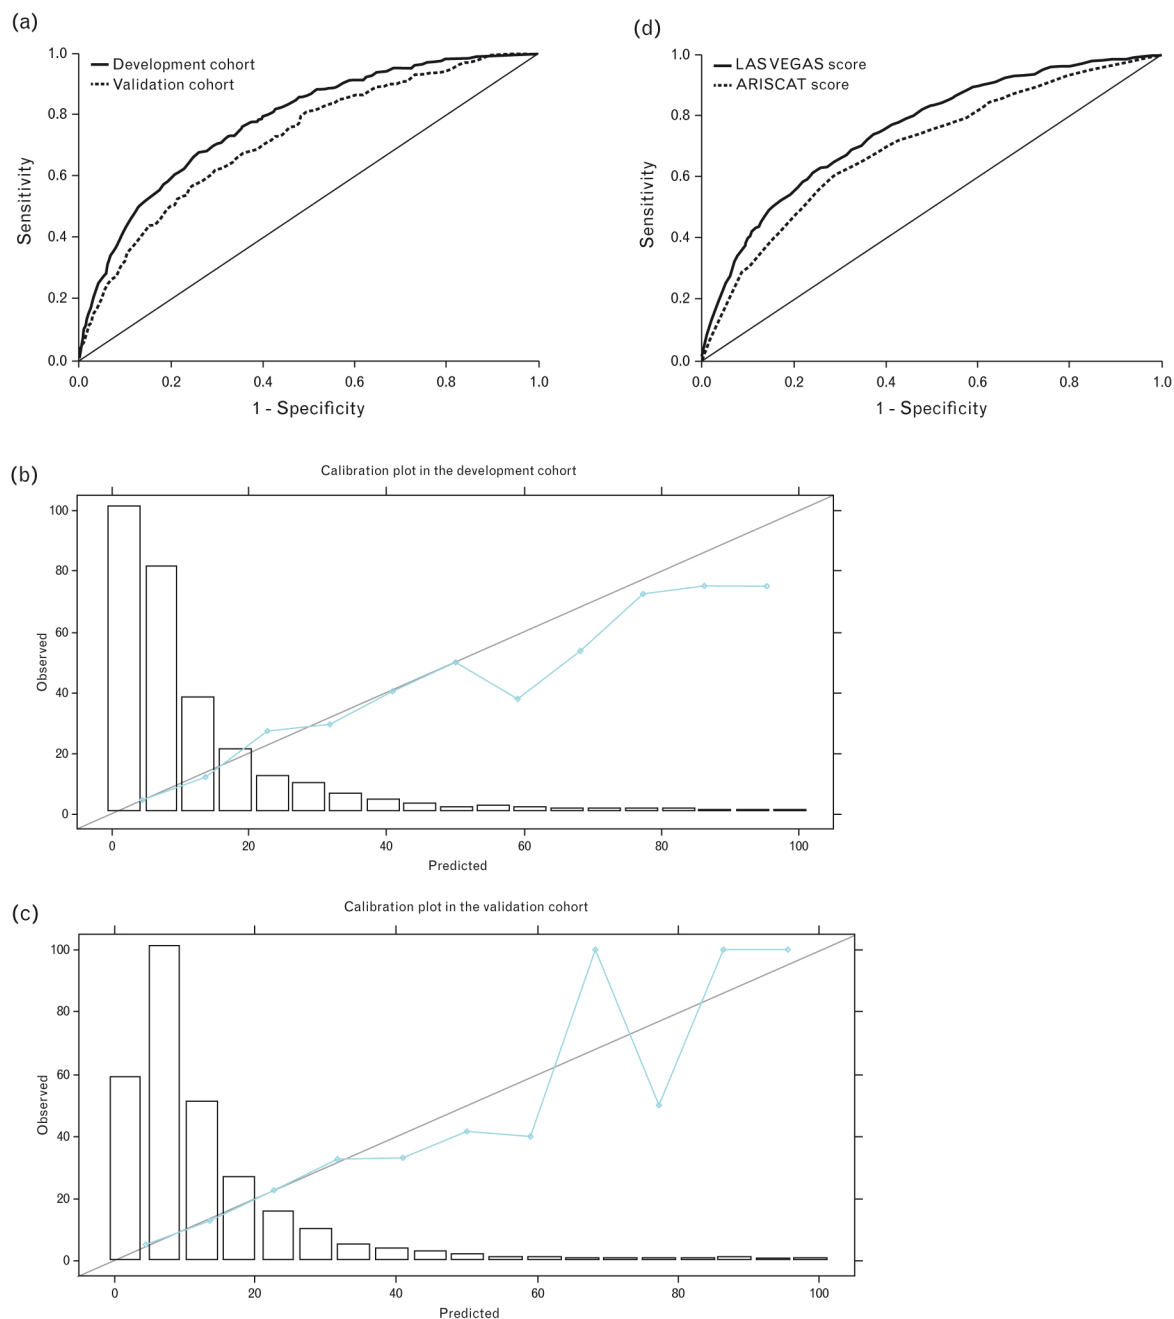 (a)
1.0
0.8
0.6
0.4
0.2
0.0
Sensitivity
Development cohort
Validation cohort
0.0 0.2 0.4 0.6 0.8 1.0
1 - Specificity
(d)
1.0
0.8
0.6
0.4
0.2
0.0
Sensitivity
LAS VEGAS score
ARISCAT score
0.0 0.2 0.4 0.6 0.8 1.0
1 - Specificity
(b)
Calibration plot in the development cohort
100
80
60
40
20
0
Observed
0 20 40 60 80 100
Predicted
(c)
Calibration plot in the validation cohort
100
80
60
40
20
0
Observed
0 20 40 60 80 100
Predicted